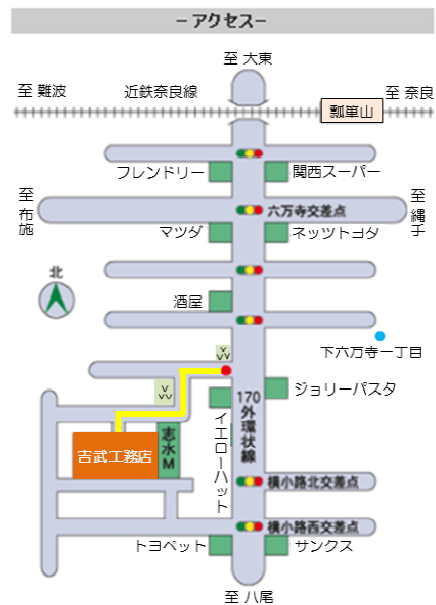 －アクセス－
至 大東
至 難波
近鉄奈良線
至 奈良
瓢箪山
フレンドリー
関西スーパー
至 布施
六万寺交差点
至 縄手
マツダ
ネッツトヨタ
北
酒屋
下六万寺一丁目
ジョリーパスタ
170外環状線
イエローハット
志水M
吉武工務店
横小路北交差点
横小路西交差点
トヨペット
サンクス
至 八尾